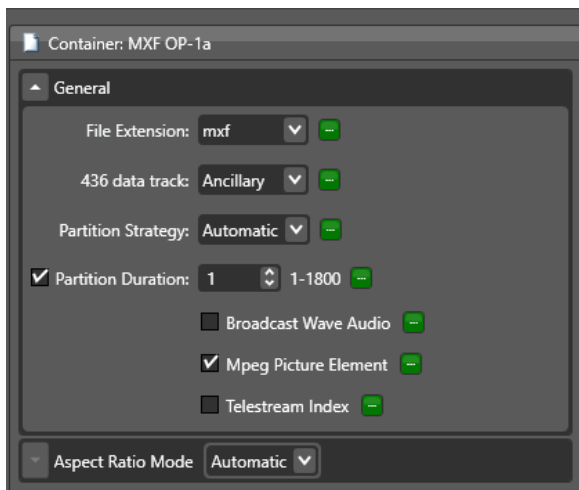 Container: MXF OP-1a
General
File Extension: mxf
436 data track: Ancillary
Partition Strategy: Automatic
Partition Duration: 1 1-1800
Broadcast Wave Audio
Mpeg Picture Element
Telestream Index
Aspect Ratio Mode Automatic